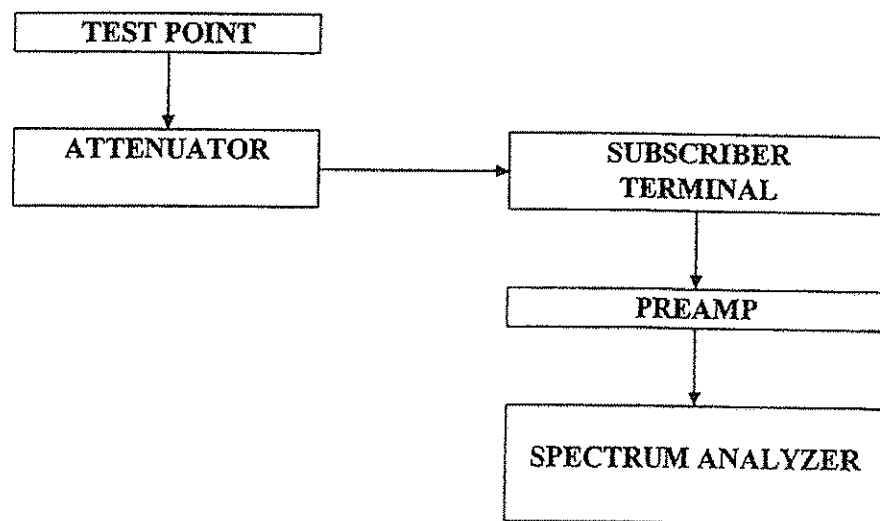 TEST POINT
ATTENUATOR
SUBSCRIBER
TERMINAL
PREAMP
SPECTRUM ANALYZER